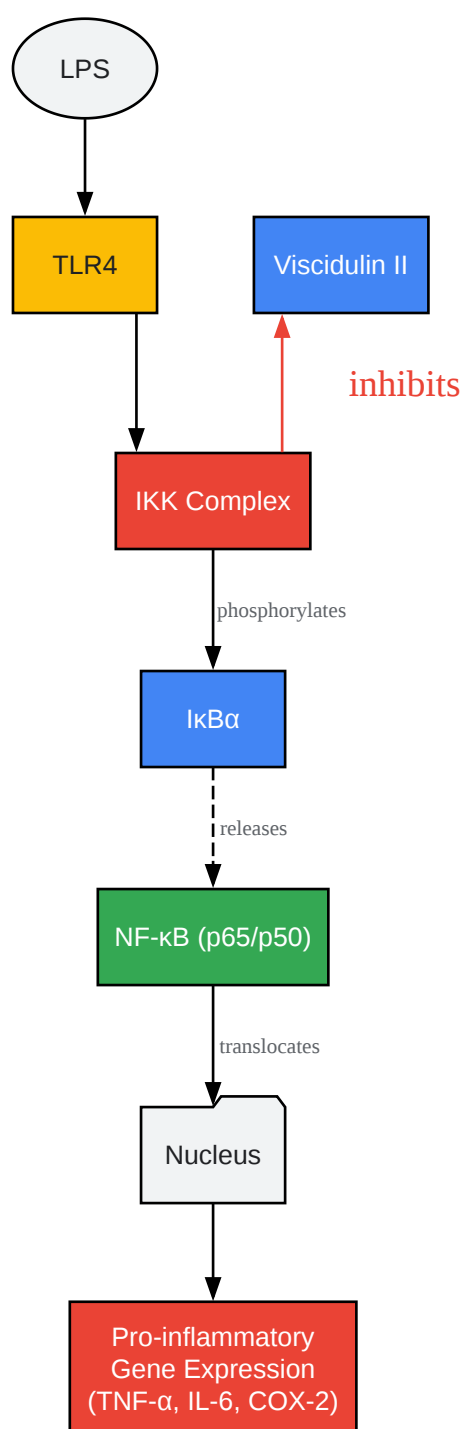 LPS
TLR4
Viscidulin II
inhibits
IKK Complex
phosphorylates
IκBα
releases
NF-κB (p65/p50)
translocates
Nucleus
Pro-inflammatory
Gene Expression
(TNF-α, IL-6, COX-2)